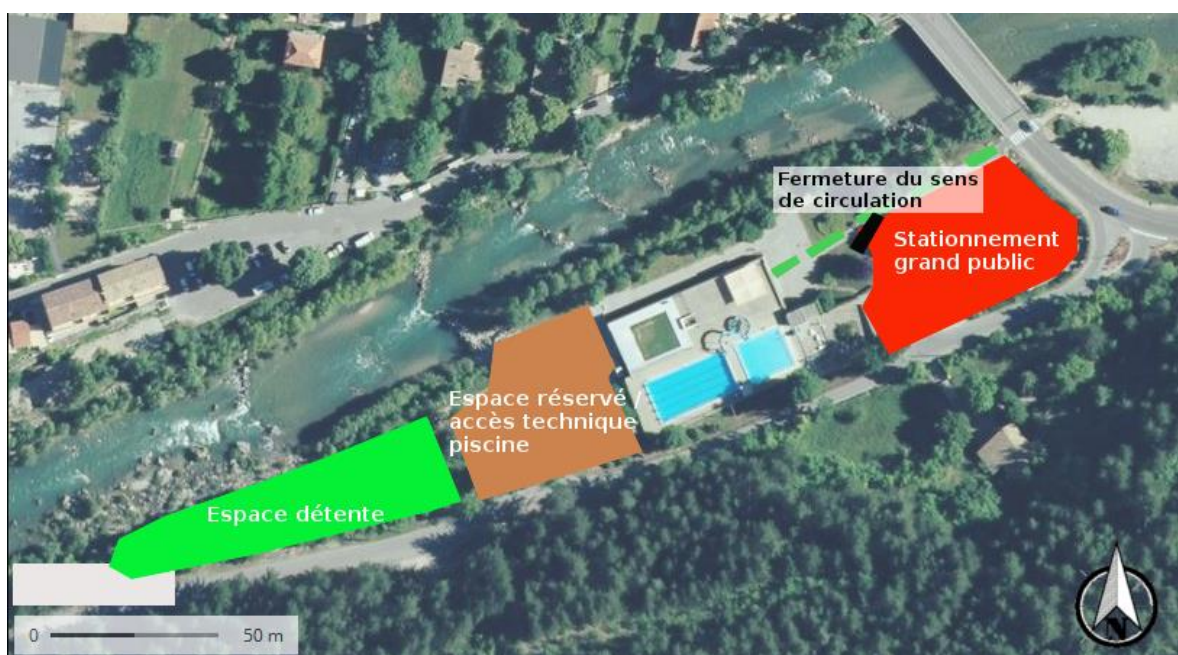 Fermeture du sens
de circulation
Stationnement
grand public
Espace réservé /
accès technique
piscine
Espace détente
0 50 m
N